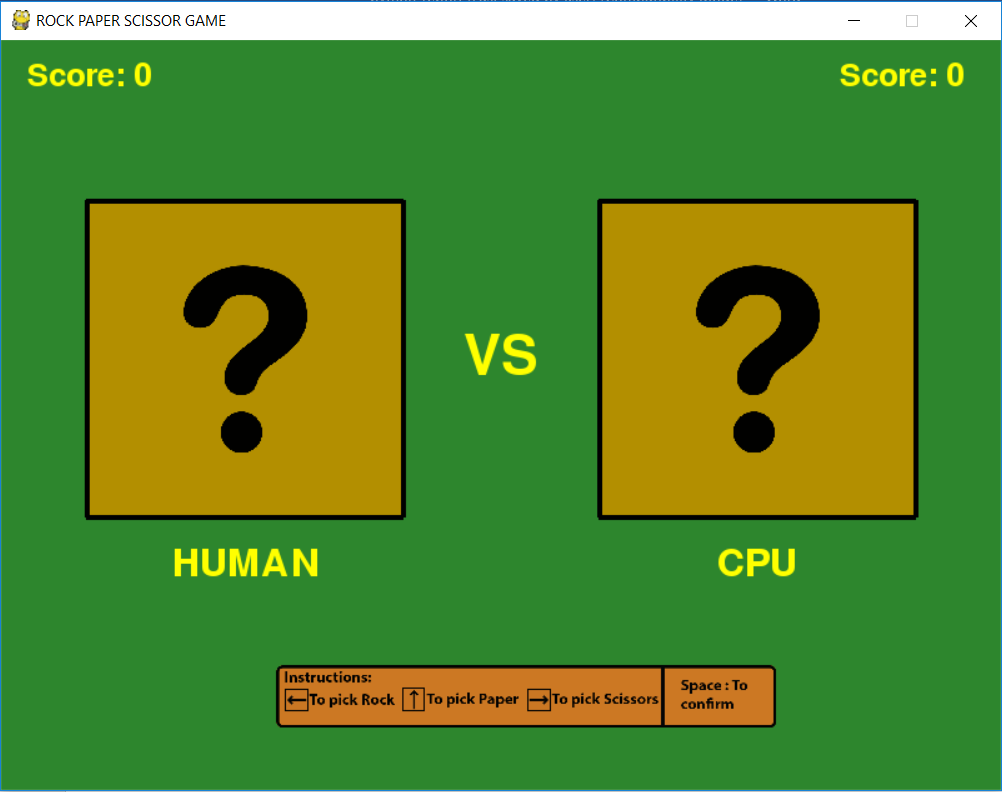 ROCK PAPER SCISSOR GAME
Score: 0
Score: 0
?
VS
?
HUMAN
CPU
Instructions:
←To pick Rock ↑To pick Paper →To pick Scissors
Space : To
confirm